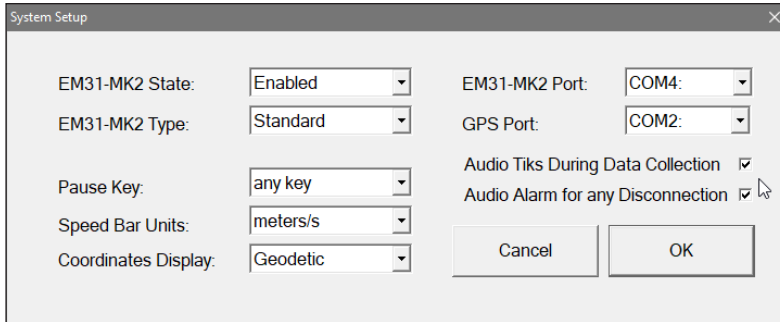 System Setup
EM31-MK2 State: Enabled
EM31-MK2 Type: Standard
Pause Key: any key
Speed Bar Units: meters/s
Coordinates Display: Geodetic
EM31-MK2 Port: COM4:
GPS Port: COM2:
Audio Tiks During Data Collection
Audio Alarm for any Disconnection
Cancel
OK